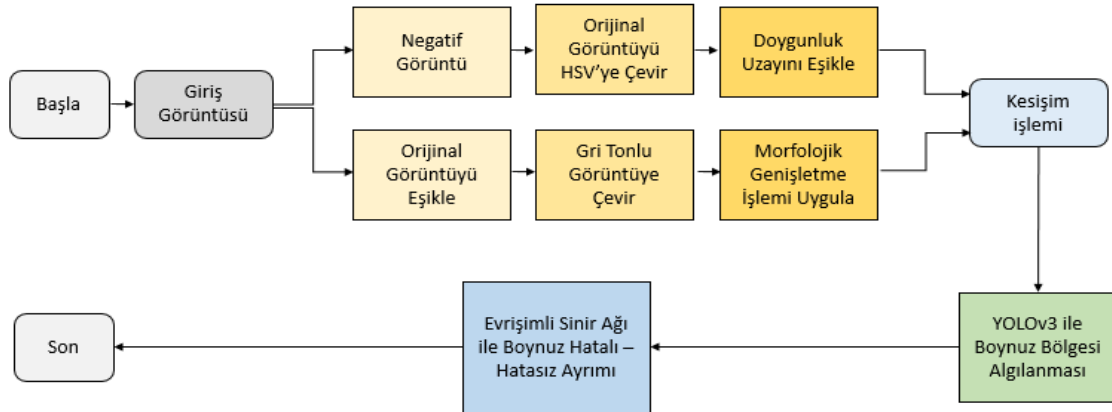 Başla
Giriş
Görüntüsü
Negatif
Görüntü
Orijinal
Görüntüyü
HSV'ye Çevir
Doygunluk
Uzayını Eşikle
Orijinal
Görüntüyü
Eşikle
Gri Tonlu
Görüntüye
Çevir
Morfolojik
Genişletme
İşlemi Uygula
Kesişim
işlemi
YOLOv3 ile
Boynuz Bölgesi
Algılanması
Evrişimli Sinir Ağı
ile Boynuz Hatalı –
Hatasız Ayrımı
Son